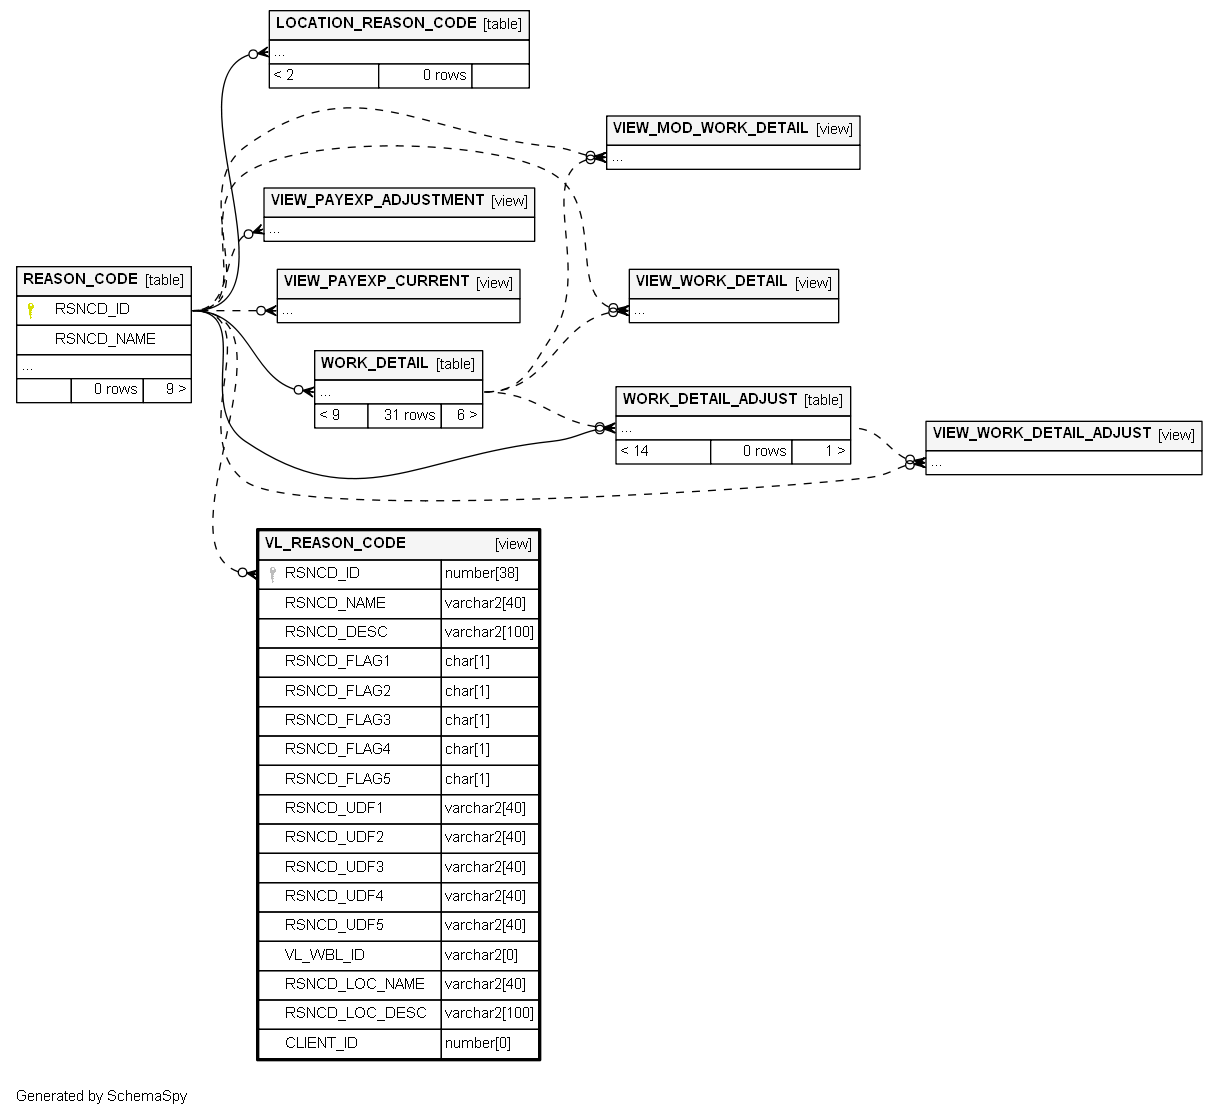 LOCATION_REASON_CODE [table]
...
< 2 0 rows
VIEW_MOD_WORK_DETAIL [view]
...
VIEW_PAYEXP_ADJUSTMENT [view]
...
REASON_CODE [table]
RSNCD_ID
RSNCD_NAME
...
0 rows 9 >
VIEW_PAYEXP_CURRENT [view]
...
VIEW_WORK_DETAIL [view]
...
WORK_DETAIL [table]
...
< 9 31 rows 6 >
WORK_DETAIL_ADJUST [table]
...
< 14 0 rows 1 >
VIEW_WORK_DETAIL_ADJUST [view]
...
VL_REASON_CODE [view]
RSNCD_ID number[38]
RSNCD_NAME varchar2[40]
RSNCD_DESC varchar2[100]
RSNCD_FLAG1 char[1]
RSNCD_FLAG2 char[1]
RSNCD_FLAG3 char[1]
RSNCD_FLAG4 char[1]
RSNCD_FLAG5 char[1]
RSNCD_UDF1 varchar2[40]
RSNCD_UDF2 varchar2[40]
RSNCD_UDF3 varchar2[40]
RSNCD_UDF4 varchar2[40]
RSNCD_UDF5 varchar2[40]
VL_WBL_ID varchar2[0]
RSNCD_LOC_NAME varchar2[40]
RSNCD_LOC_DESC varchar2[100]
CLIENT_ID number[0]
Generated by SchemaSpy